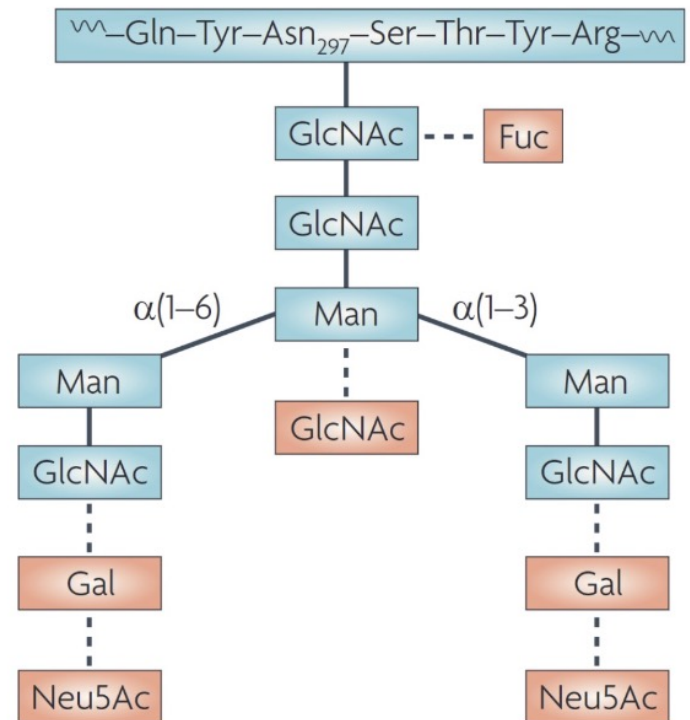 –Gln–Tyr–Asn₂₉₇–Ser–Thr–Tyr–Arg–
GlcNAc Fuc
GlcNAc
α(1–6) Man α(1–3)
Man Man
GlcNAc
GlcNAc GlcNAc
Gal Gal
Neu5Ac Neu5Ac